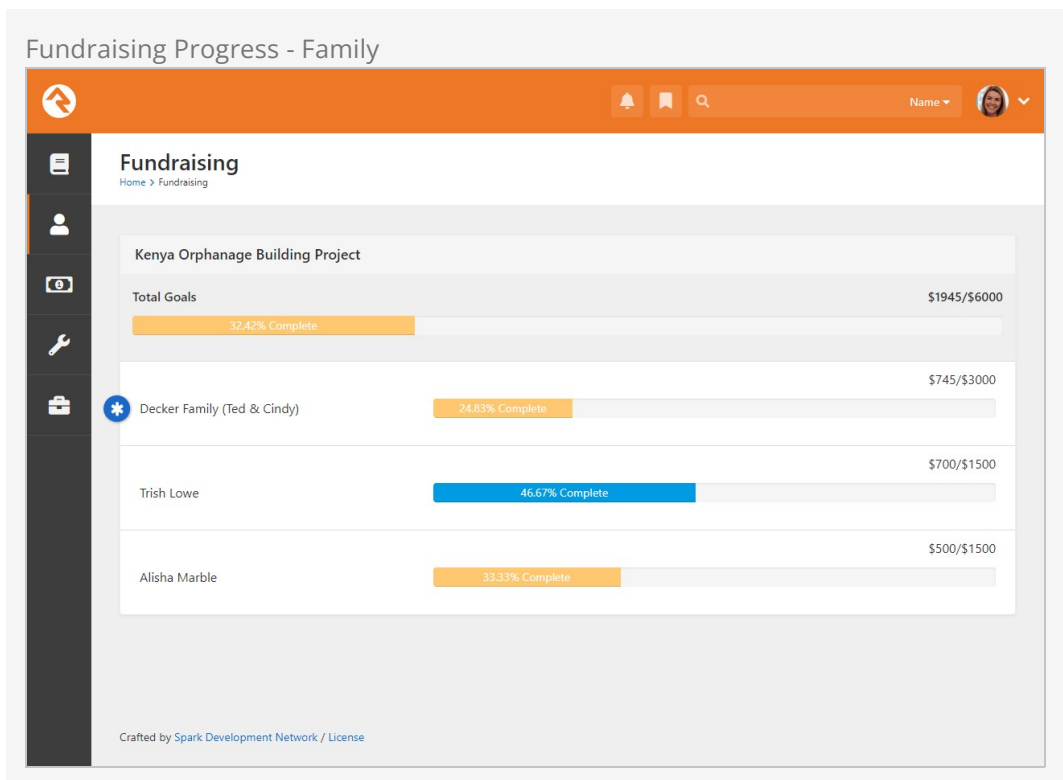 Fundraising Progress - Family
Name
Fundraising
Home > Fundraising
Kenya Orphanage Building Project
Total Goals
$1945/$6000
32.42% Complete
$745/$3000
Decker Family (Ted & Cindy)
24.83% Complete
$700/$1500
Trish Lowe
46.67% Complete
$500/$1500
Alisha Marble
33.33% Complete
Crafted by Spark Development Network / License